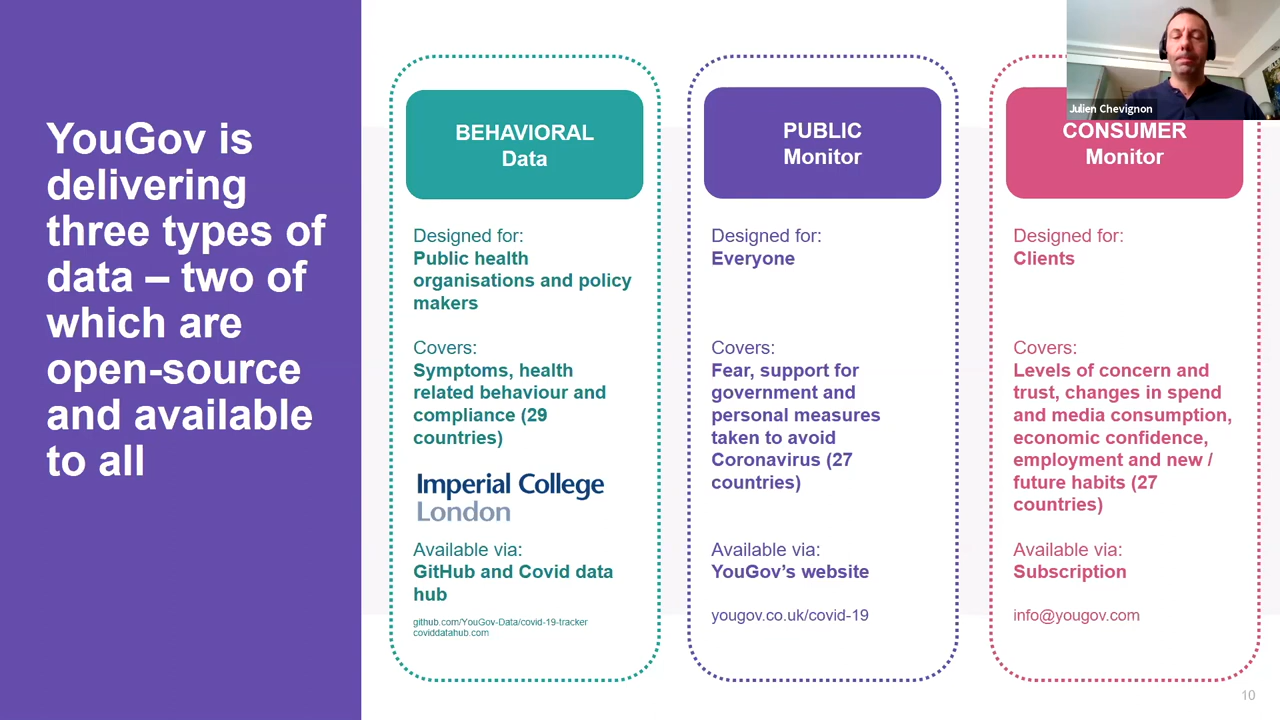 YouGov is
delivering
three types of
data – two of
which are
open-source
and available
to all
BEHAVIORAL
Data
Designed for:
Public health
organisations and policy
makers
Covers:
Symptoms, health
related behaviour and
compliance (29
countries)
Imperial College
London
Available via:
GitHub and Covid data
hub
github.com/YouGov-Data/covid-19-tracker
coviddatahub.com
PUBLIC
Monitor
Designed for:
Everyone
Covers:
Fear, support for
government and
personal measures
taken to avoid
Coronavirus (27
countries)
Available via:
YouGov’s website
yougov.co.uk/covid-19
Julien Chevignon
CONSUMER
Monitor
Designed for:
Clients
Covers:
Levels of concern and
trust, changes in spend
and media consumption,
economic confidence,
employment and new /
future habits (27
countries)
Available via:
Subscription
info@yougov.com
10